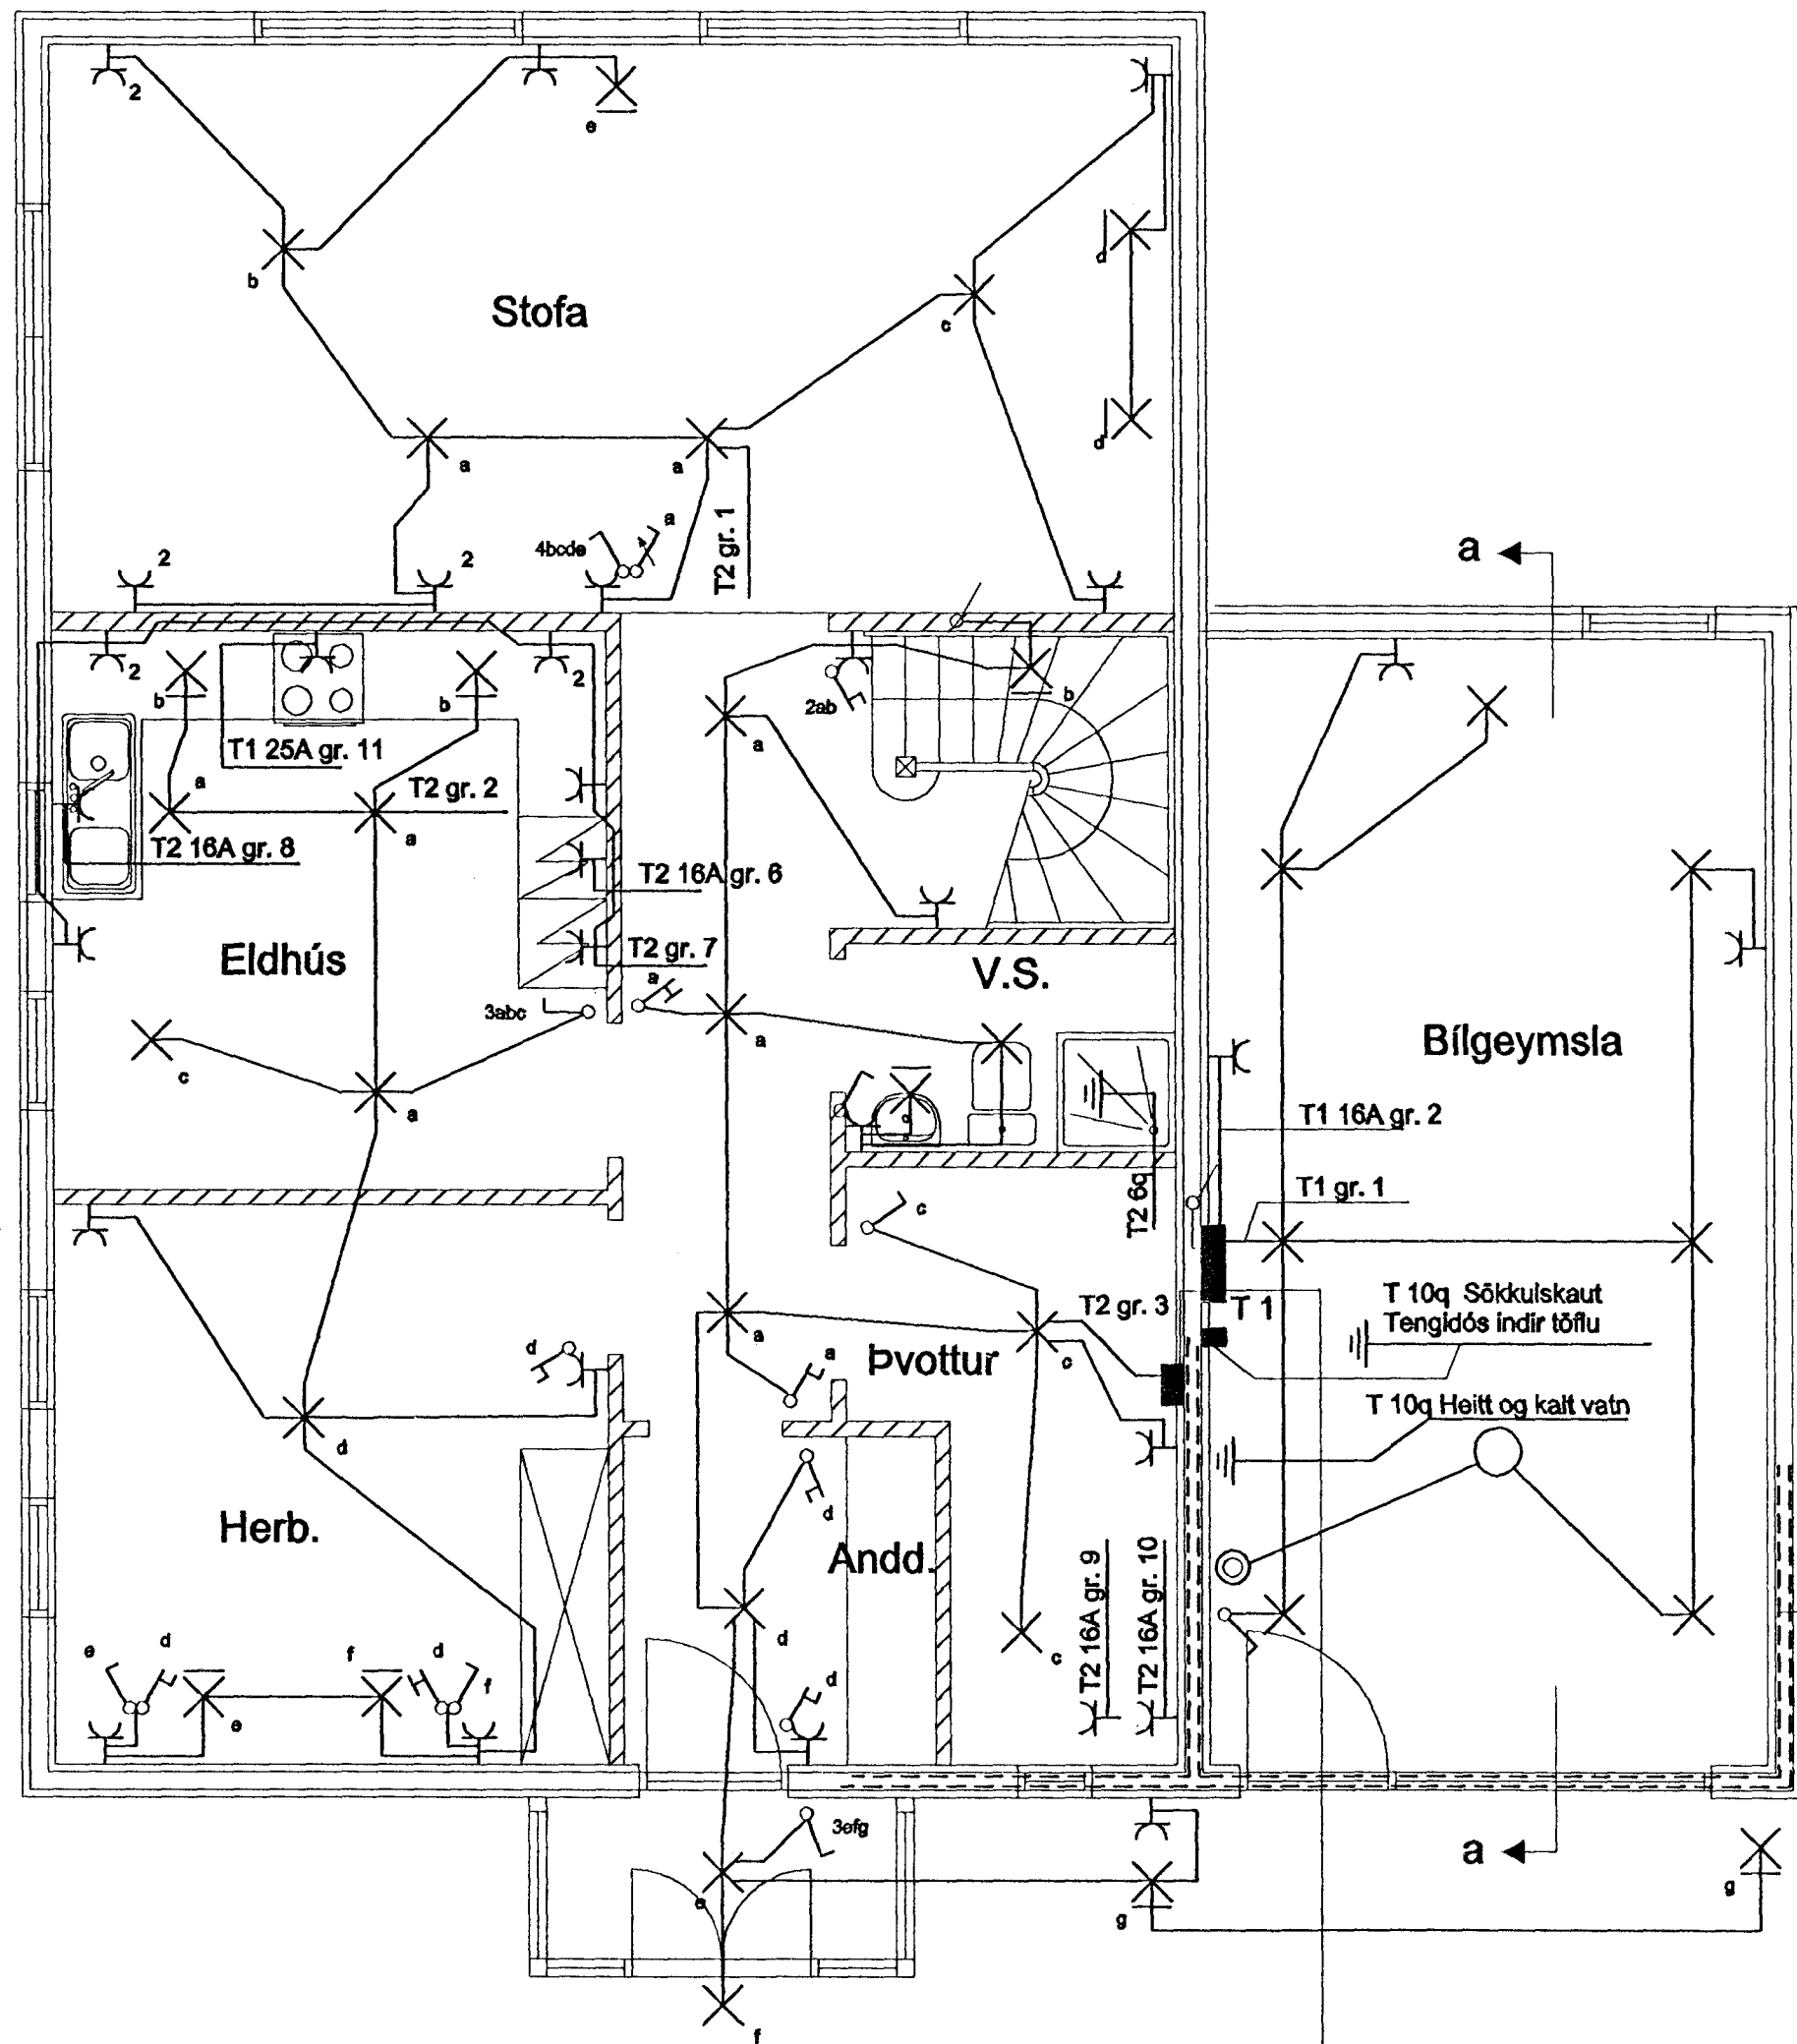 2
e
b
Stofa
d
c
d
a
a
T2 gr. 1
4bcde
a
2
2
a
2
2
b
b
2ab
a
b
T1 25A gr. 11
a
T2 gr. 2
a
T2 16A gr. 8
T2 16A gr. 6
Eldhús
T2 gr. 7
V.S.
a
3abc
a
c
a
Bílgeymsla
T1 16A gr. 2
T1 gr. 1
T2 6q
c
T2 gr. 3
T 1
T 10q Sökkulskaut
Tengidós indir töflu
a
Þvottur
c
d
a
T 10q Heitt og kalt vatn
d
Herb.
d
Andd.
T2 16A gr. 9
T2 16A gr. 10
d
c
e
d
f
d
f
e
d
3efg
a
e
g
g
f